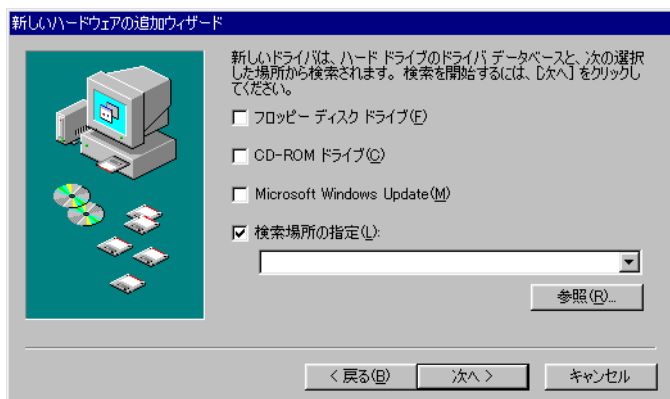 新しいハードウェアの追加ウィザード
新しいドライバは、ハード ドライブのドライバ データベースと、次の選択
した場所から検索されます。検索を開始するには、[次へ] をクリックし
てください。
フロッピー ディスク ドライブ(F)
CD-ROM ドライブ(C)
Microsoft Windows Update(M)
検索場所の指定(L):
参照(R)...
< 戻る(B)
次へ >
キャンセル